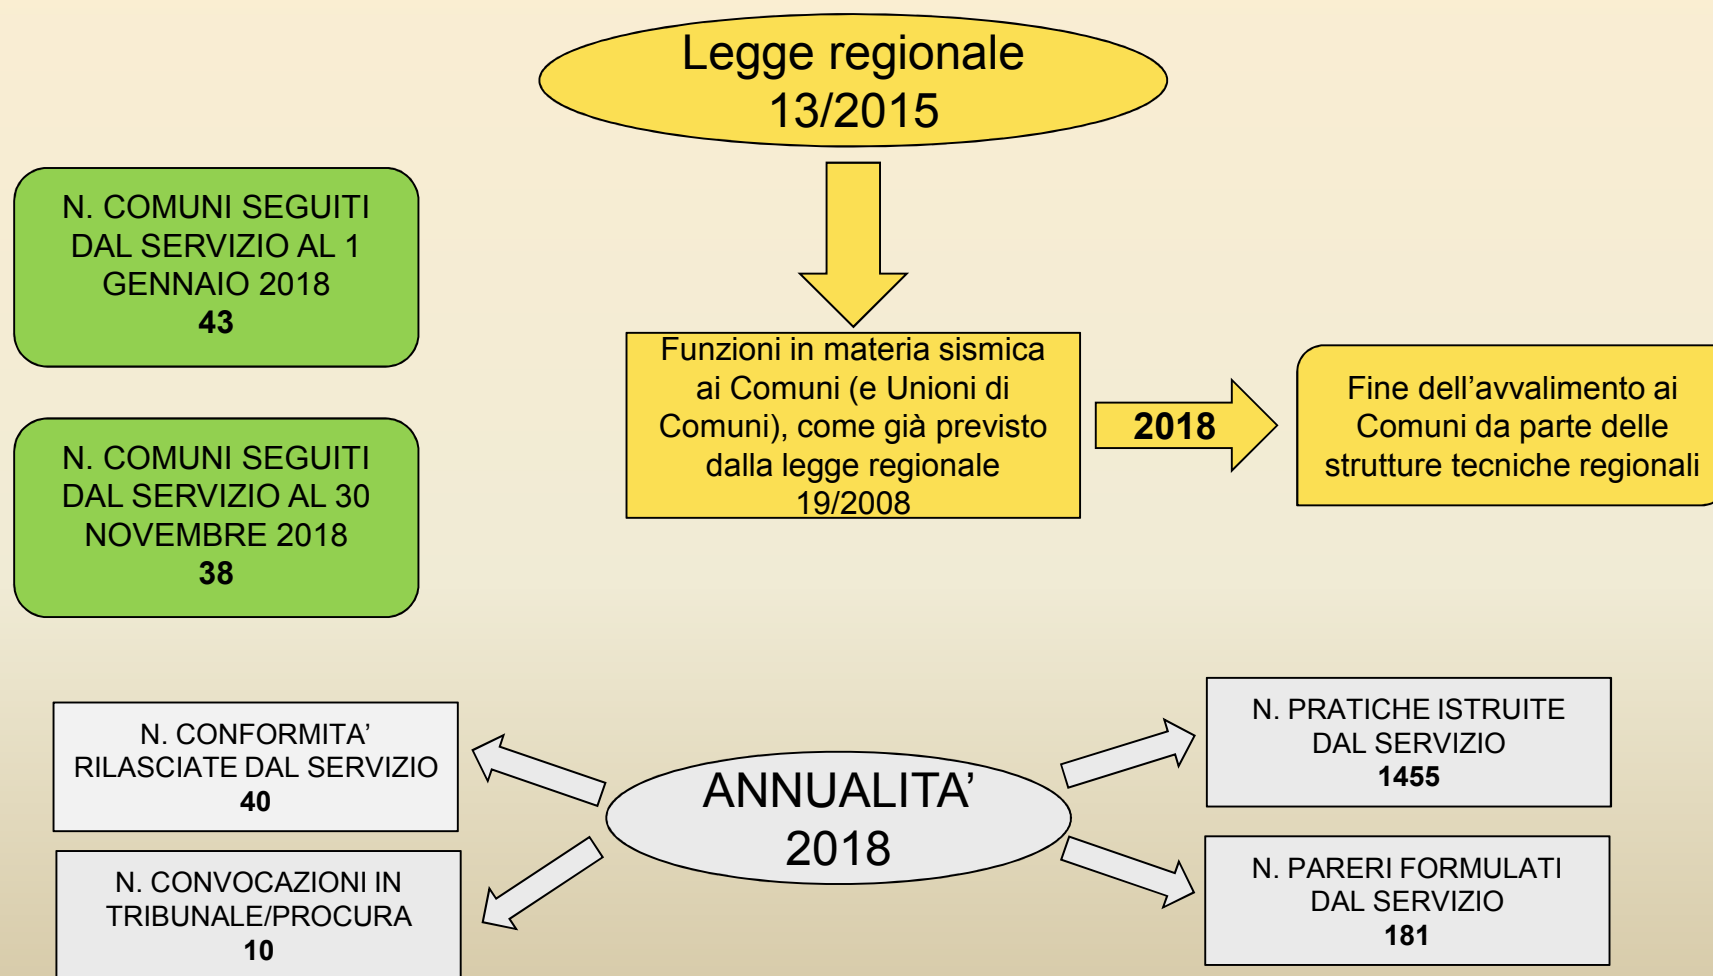 Legge regionale
13/2015
N. COMUNI SEGUITI
DAL SERVIZIO AL 1
GENNAIO 2018
43
Funzioni in materia sismica
ai Comuni (e Unioni di
Comuni), come già previsto
dalla legge regionale
19/2008
2018
Fine dell’avvalimento ai
Comuni da parte delle
strutture tecniche regionali
N. COMUNI SEGUITI
DAL SERVIZIO AL 30
NOVEMBRE 2018
38
N. CONFORMITA’
RILASCIATE DAL SERVIZIO
40
ANNUALITA’
2018
N. PRATICHE ISTRUITE
DAL SERVIZIO
1455
N. CONVOCAZIONI IN
TRIBUNALE/PROCURA
10
N. PARERI FORMULATI
DAL SERVIZIO
181